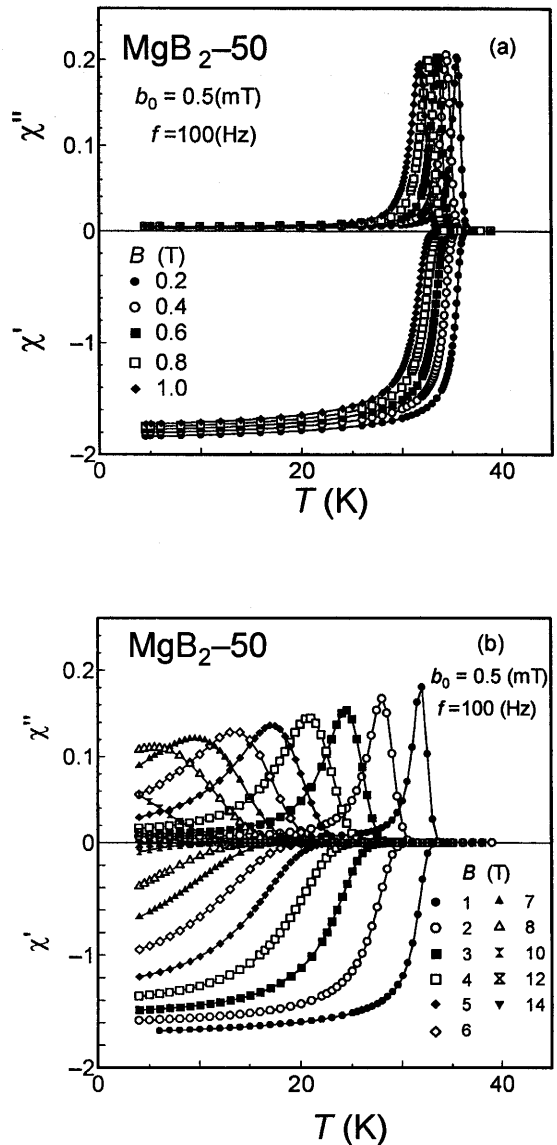 MgB2–50
(a)
b0 = 0.5 (mT)
f =100(Hz)
χ"
0.2
0.1
0
B (T)
0.2
0.4
0.6
0.8
1.0
χ'
−1
−2
0
20
40
T (K)
MgB2–50
(b)
b0 = 0.5 (mT)
f =100 (Hz)
χ"
0.2
0.1
0
B (T)
1 7
2 8
3 10
4 12
5 14
6
χ'
−1
−2
0
20
40
T (K)